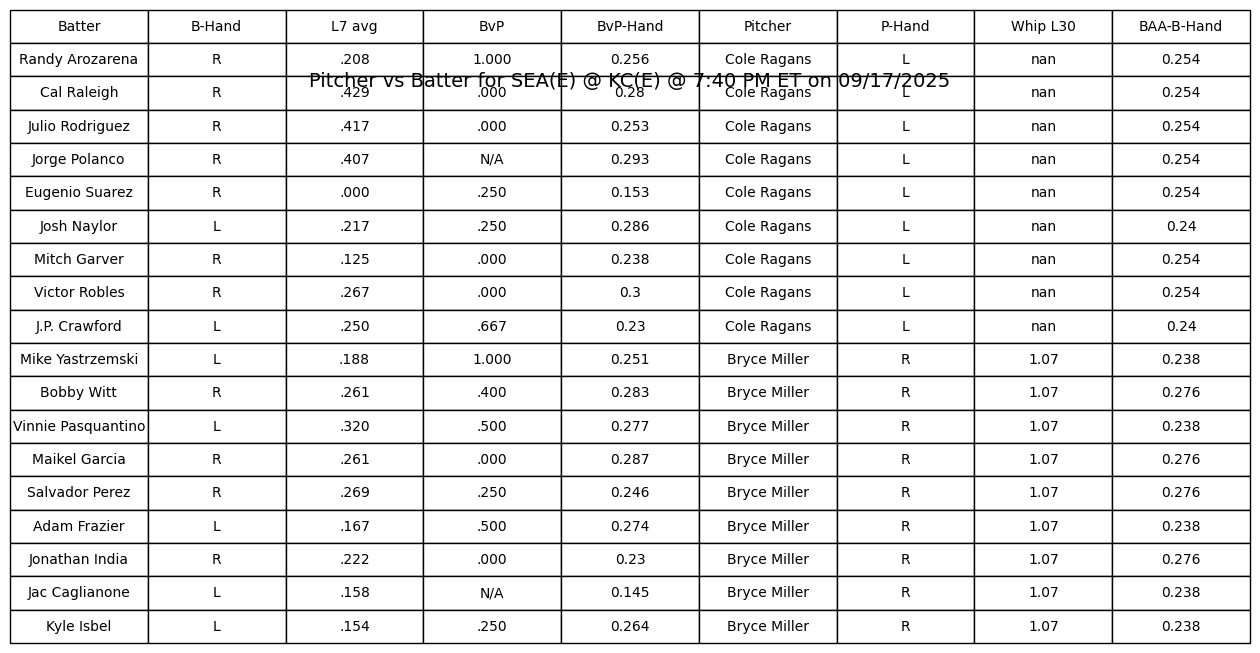 Batter B-Hand L7 avg BvP BvP-Hand Pitcher P-Hand Whip L30 BAA-B-Hand
Randy Arozarena R .208 1.000 0.256 Cole Ragans L nan 0.254
Pitcher vs Batter for SEA(E) @ KC(E) @ 7:40 PM ET on 09/17/2025
Cal Raleigh R .429 .000 0.28 Cole Ragans L nan 0.254
Julio Rodriguez R .417 .000 0.253 Cole Ragans L nan 0.254
Jorge Polanco R .407 N/A 0.293 Cole Ragans L nan 0.254
Eugenio Suarez R .000 .250 0.153 Cole Ragans L nan 0.254
Josh Naylor L .217 .250 0.286 Cole Ragans L nan 0.24
Mitch Garver R .125 .000 0.238 Cole Ragans L nan 0.254
Victor Robles R .267 .000 0.3 Cole Ragans L nan 0.254
J.P. Crawford L .250 .667 0.23 Cole Ragans L nan 0.24
Mike Yastrzemski L .188 1.000 0.251 Bryce Miller R 1.07 0.238
Bobby Witt R .261 .400 0.283 Bryce Miller R 1.07 0.276
Vinnie Pasquantino L .320 .500 0.277 Bryce Miller R 1.07 0.238
Maikel Garcia R .261 .000 0.287 Bryce Miller R 1.07 0.276
Salvador Perez R .269 .250 0.246 Bryce Miller R 1.07 0.276
Adam Frazier L .167 .500 0.274 Bryce Miller R 1.07 0.238
Jonathan India R .222 .000 0.23 Bryce Miller R 1.07 0.276
Jac Caglianone L .158 N/A 0.145 Bryce Miller R 1.07 0.238
Kyle Isbel L .154 .250 0.264 Bryce Miller R 1.07 0.238